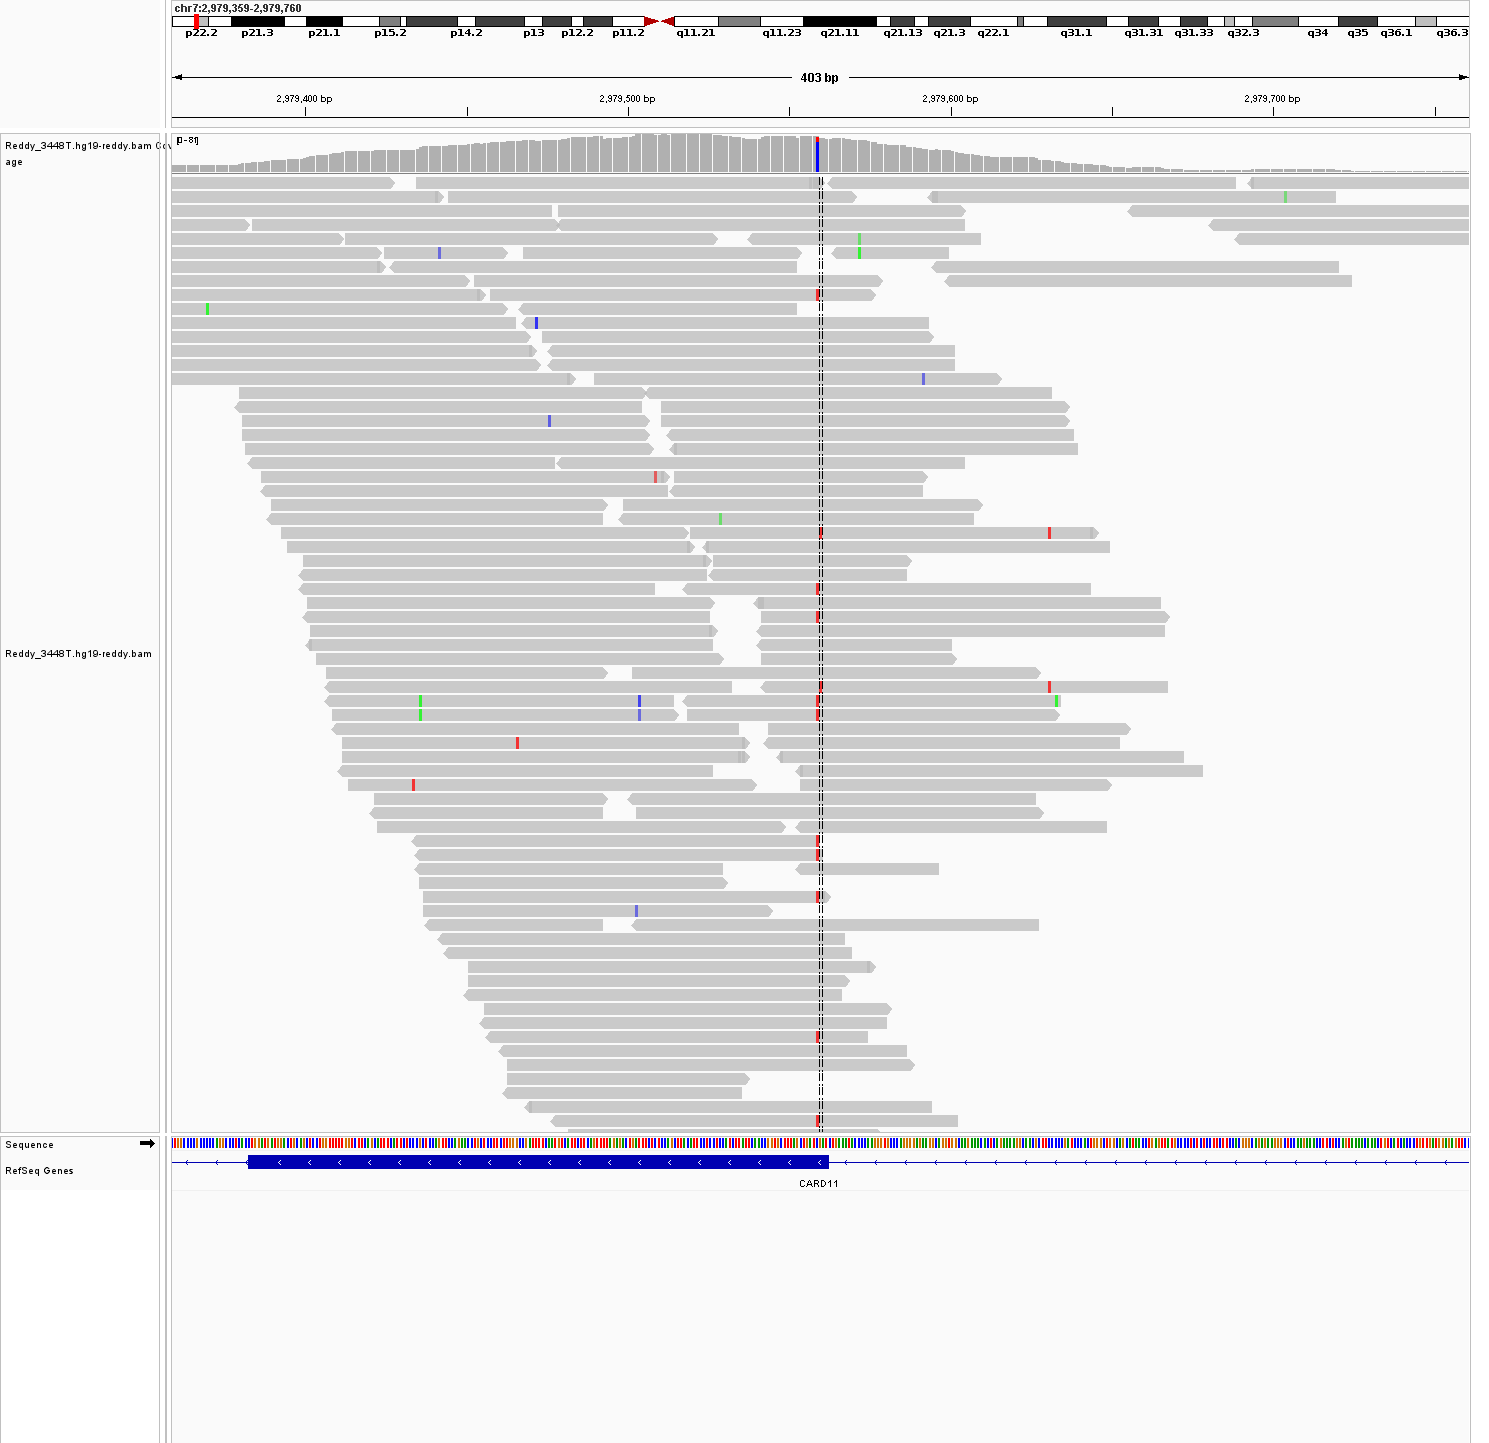 chr7:2,979,359-2,979,760
p22.2 p21.3 p21.1 p15.2 p14.2 p13 p12.2 p11.2 q11.21 q11.23 q21.11 q21.13 q21.3 q22.1 q31.1 q31.31 q31.33 q32.3 q34 q35 q36.1 q36.3
403 bp
2,979,400 bp 2,979,500 bp 2,979,600 bp 2,979,700 bp
Reddy_3448T.hg19-reddy.bam Cov
age
[0-81]
Reddy_3448T.hg19-reddy.bam
Sequence
RefSeq Genes
CARD11